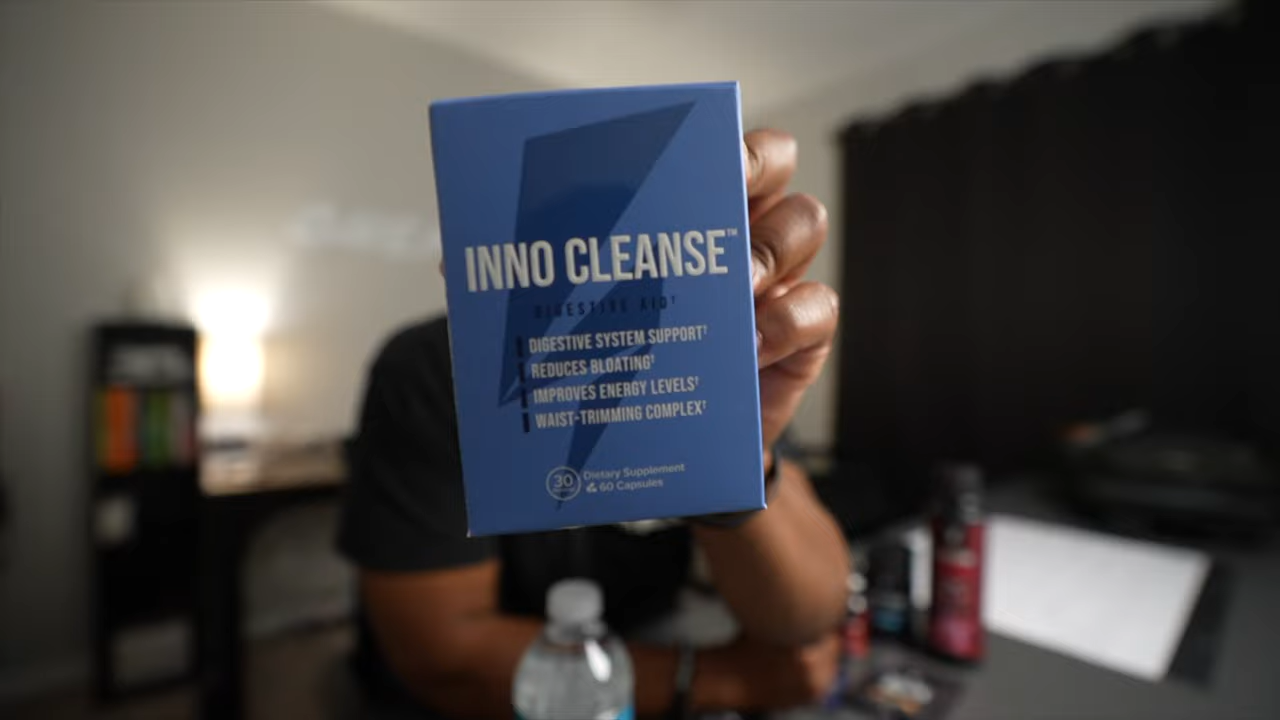 INNO CLEANSE™
DIGESTIVE AID†
DIGESTIVE SYSTEM SUPPORT†
REDUCES BLOATING†
IMPROVES ENERGY LEVELS†
WAIST-TRIMMING COMPLEX†
30
Dietary Supplement
60 Capsules